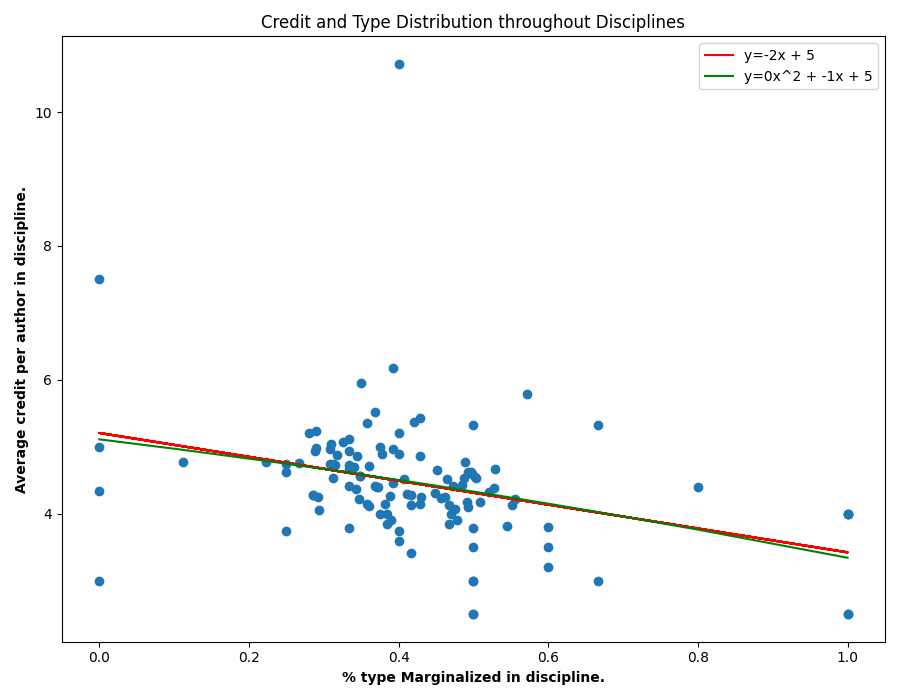 Credit and Type Distribution throughout Disciplines
y=-2x + 5
y=0x^2 + -1x + 5
Average credit per author in discipline.
10
8
6
4
0.0 0.2 0.4 0.6 0.8 1.0
% type Marginalized in discipline.